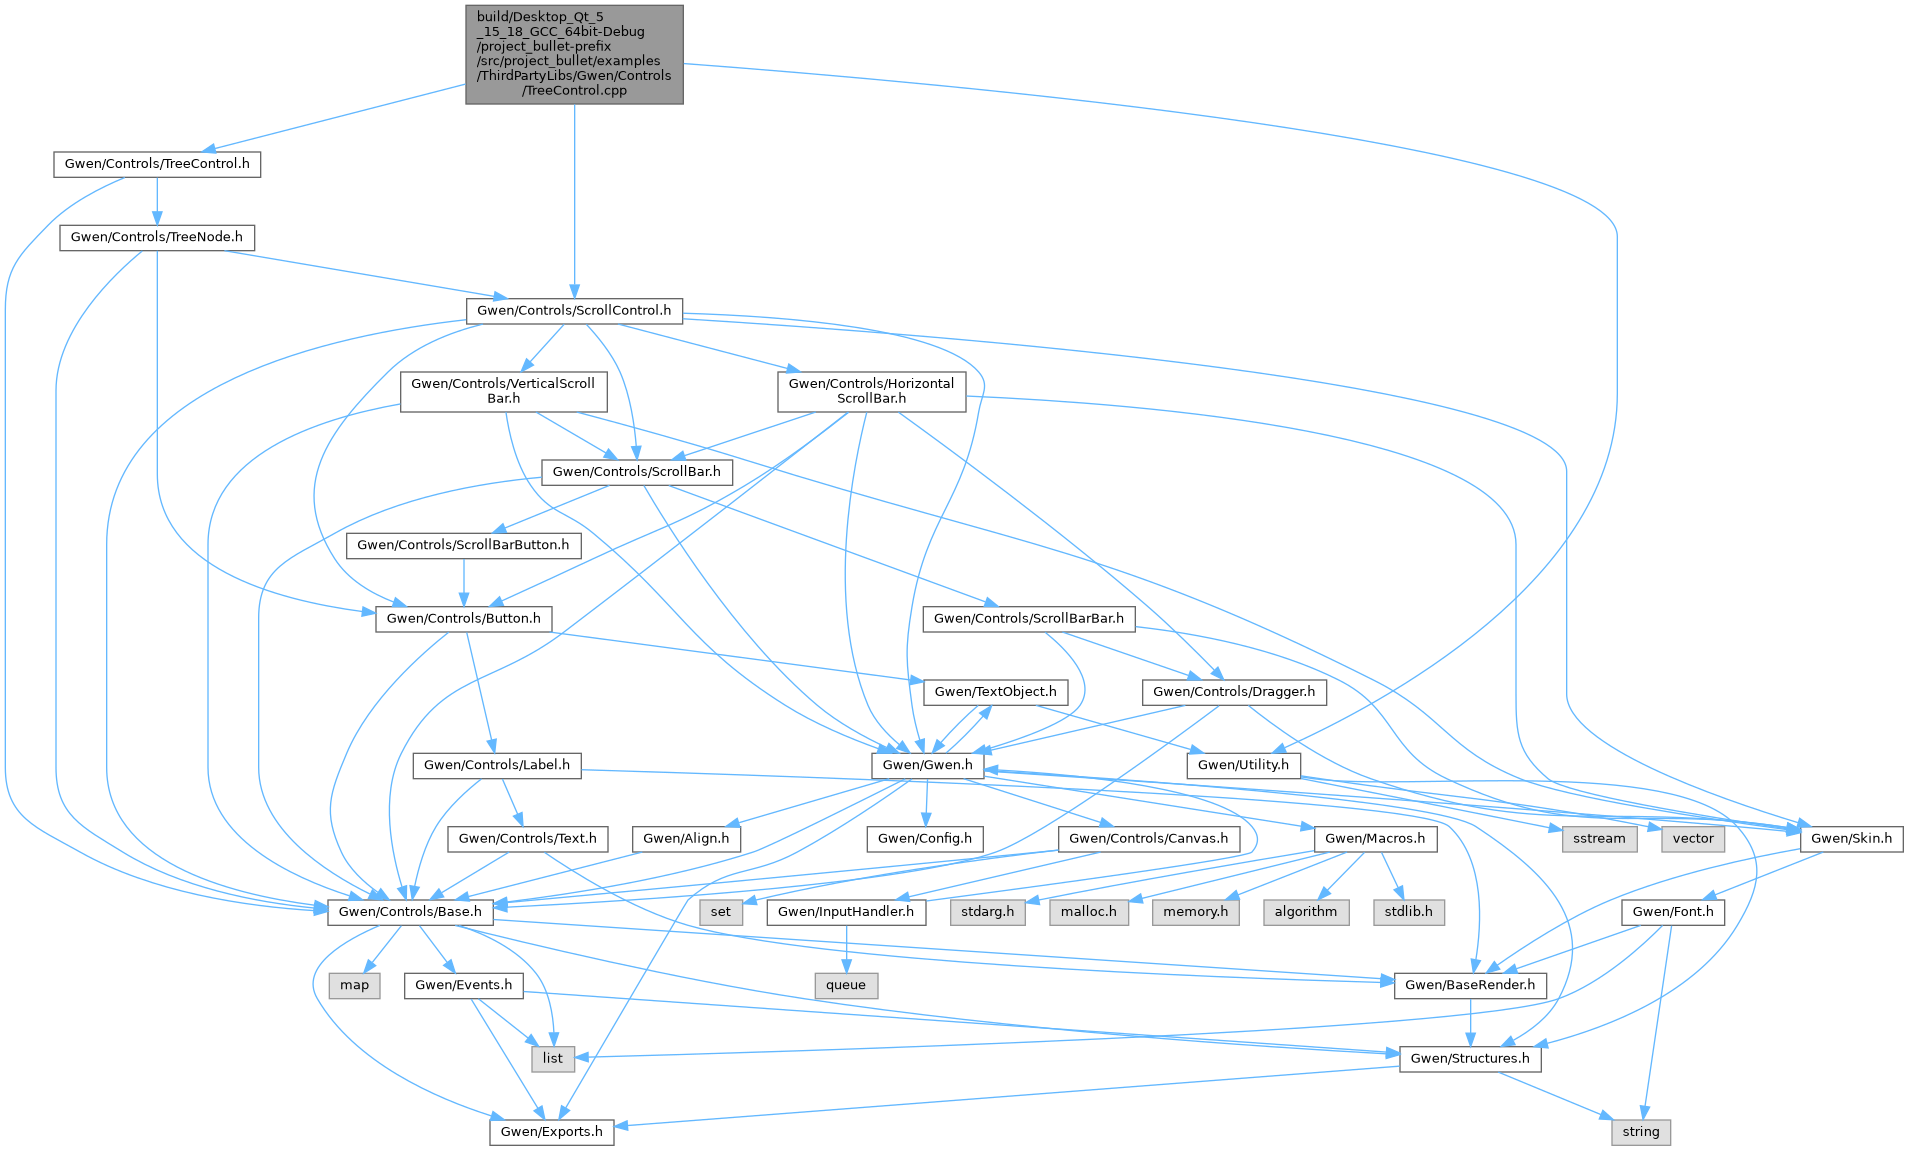 build/Desktop_Qt_5
_15_18_GCC_64bit-Debug
/project_bullet-prefix
/src/project_bullet/examples
/ThirdPartyLibs/Gwen/Controls
/TreeControl.cpp
Gwen/Controls/TreeControl.h
Gwen/Controls/TreeNode.h
Gwen/Controls/ScrollControl.h
Gwen/Controls/VerticalScroll
Bar.h
Gwen/Controls/Horizontal
ScrollBar.h
Gwen/Controls/ScrollBar.h
Gwen/Controls/ScrollBarButton.h
Gwen/Controls/Button.h
Gwen/Controls/ScrollBarBar.h
Gwen/TextObject.h
Gwen/Controls/Dragger.h
Gwen/Controls/Label.h
Gwen/Gwen.h
Gwen/Utility.h
Gwen/Controls/Text.h
Gwen/Align.h
Gwen/Config.h
Gwen/Controls/Canvas.h
Gwen/Macros.h
sstream
vector
Gwen/Skin.h
Gwen/Controls/Base.h
set
Gwen/InputHandler.h
stdarg.h
malloc.h
memory.h
algorithm
stdlib.h
Gwen/Font.h
map
Gwen/Events.h
queue
Gwen/BaseRender.h
list
Gwen/Structures.h
Gwen/Exports.h
string